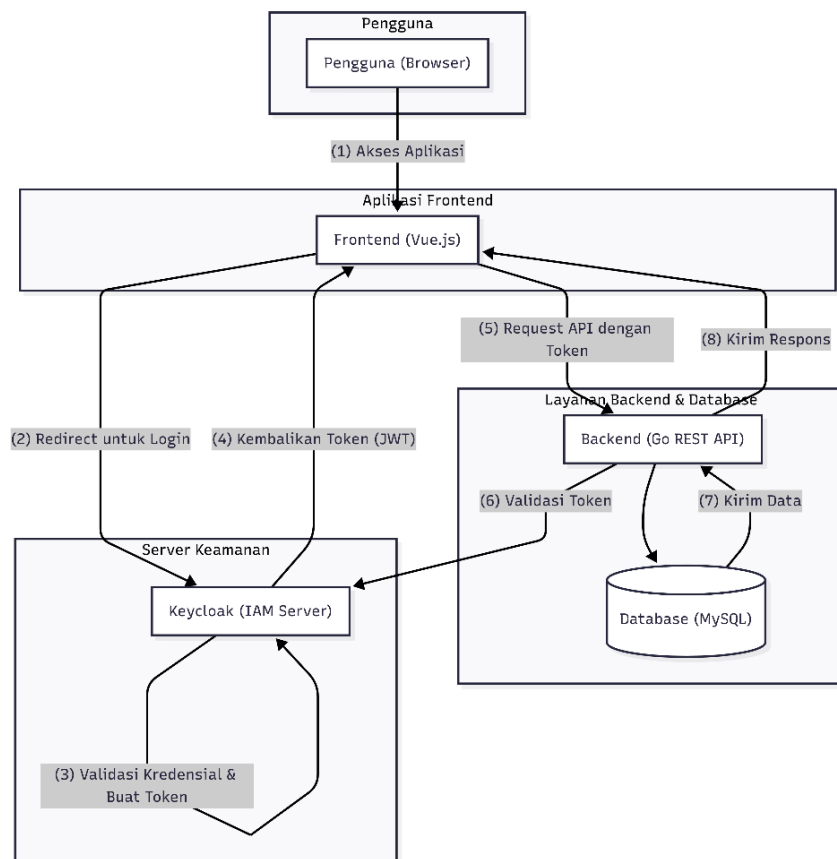 Pengguna
Pengguna (Browser)
(1) Akses Aplikasi
Aplikasi Frontend
Frontend (Vue.js)
(5) Request API dengan
Token
(8) Kirim Respons
Layanan Backend & Database
(2) Redirect untuk Login
(4) Kembalikan Token (JWT)
Backend (Go REST API)
(6) Validasi Token
(7) Kirim Data
Server Keamanan
Keycloak (IAM Server)
Database (MySQL)
(3) Validasi Kredensial &
Buat Token